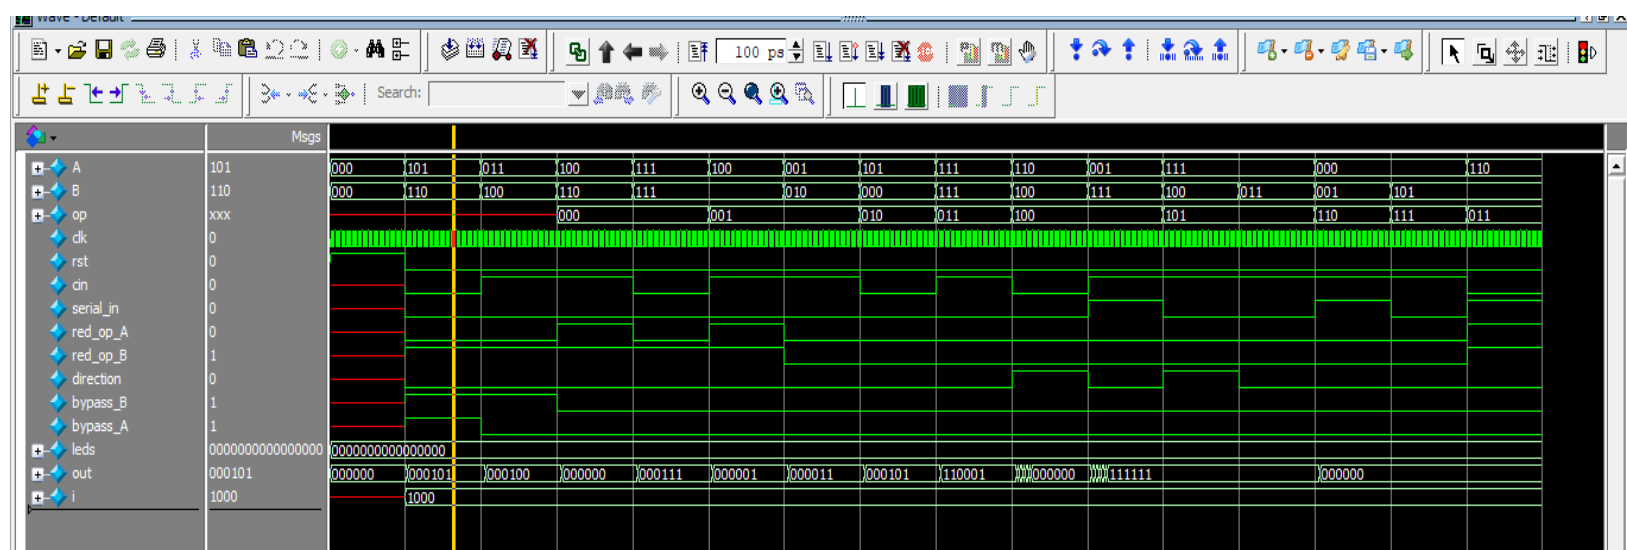 Wave - Default
100 ps
Search:
Msgs
A 101 000 101 011 100 111 100 001 101 111 110 001 111 000 110
B 110 000 110 100 110 111 010 000 111 100 111 100 011 001 101
op xxx 000 001 010 011 100 101 110 111 011
clk 0
rst 0
cin 0
serial_in 0
red_op_A 0
red_op_B 1
direction 0
bypass_B 1
bypass_A 1
leds 0000000000000000 0000000000000000
out 000101 000000 000101 000100 000000 000111 000001 000011 000101 110001 000000 111111 000000
i 1000 1000